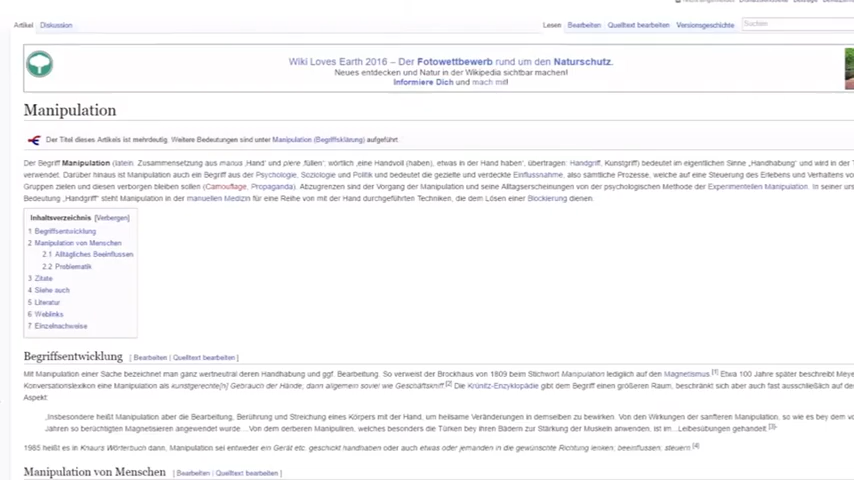 Artikel Diskussion
Lesen Bearbeiten Quelltext bearbeiten Versionsgeschichte Suchen
Wiki Loves Earth 2016 – Der Fotowettbewerb rund um den Naturschutz.
Neues entdecken und Natur in der Wikipedia sichtbar machen!
Informiere Dich und mach mit!
Manipulation
Der Titel dieses Artikels ist mehrdeutig. Weitere Bedeutungen sind unter Manipulation (Begriffsklärung) aufgeführt.
Der Begriff Manipulation (latein. Zusammensetzung aus manus ‚Hand' und plere ‚füllen'; wörtlich ‚eine Handvoll (haben), etwas in der Hand haben', übertragen: Handgriff, Kunstgriff) bedeutet im eigentlichen Sinne „Handhabung" und wird in der
verwendet. Darüber hinaus ist Manipulation auch ein Begriff aus der Psychologie, Soziologie und Politik und bedeutet die gezielte und verdeckte Einflussnahme, also sämtliche Prozesse, welche auf eine Steuerung des Erlebens und Verhaltens
Gruppen zielen und diesen verborgen bleiben sollen (Camouflage, Propaganda). Abzugrenzen sind der Vorgang der Manipulation und seine Alltagserscheinungen von der psychologischen Methode der Experimentellen Manipulation. In seiner
Bedeutung „Handgriff" steht Manipulation in der manuellen Medizin für eine Reihe von mit der Hand durchgeführten Techniken, die dem Lösen einer Blockierung dienen.
Inhaltsverzeichnis [Verbergen]
1 Begriffsentwicklung
2 Manipulation von Menschen
2.1 Alltägliches Beeinflussen
2.2 Problematik
3 Zitate
4 Siehe auch
5 Literatur
6 Weblinks
7 Einzelnachweise
Begriffsentwicklung [ Bearbeiten | Quelltext bearbeiten ]
Mit Manipulation einer Sache bezeichnet man ganz wertneutral deren Handhabung und ggf. Bearbeitung. So verweist der Brockhaus von 1809 beim Stichwort Manipulation lediglich auf den Magnetismus.[1] Etwa 100 Jahre später beschreibt
Konversationslexikon eine Manipulation als kunstgerechte[n] Gebrauch der Hände, dann allgemein soviel wie Geschäftskniff.[2] Die Krünitz-Enzyklopädie gibt dem Begriff einen größeren Raum, beschränkt sich aber auch fast ausschließlich auf
Aspekt:
„Insbesondere heißt Manipulation aber die Bearbeitung, Berührung und Streichung eines Körpers mit der Hand, um heilsame Veränderungen in demselben zu bewirken. Von den Wirkungen der sanfteren Manipulation, so wie es bey dem
Jahren so berüchtigten Magnetisiren angewendet wurde... Von dem derberen Manipuliren, welches besonders die Türken bey ihren Bädern zur Stärkung der Muskeln anwenden, ist im...Leibesübungen gehandelt."[3]
1985 heißt es in Knaurs Wörterbuch dann, Manipulation sei entweder ein Gerät etc. geschickt handhaben oder auch etwas oder jemanden in die gewünschte Richtung lenken; beeinflussen; steuern.[4]
Manipulation von Menschen [ Bearbeiten | Quelltext bearbeiten ]